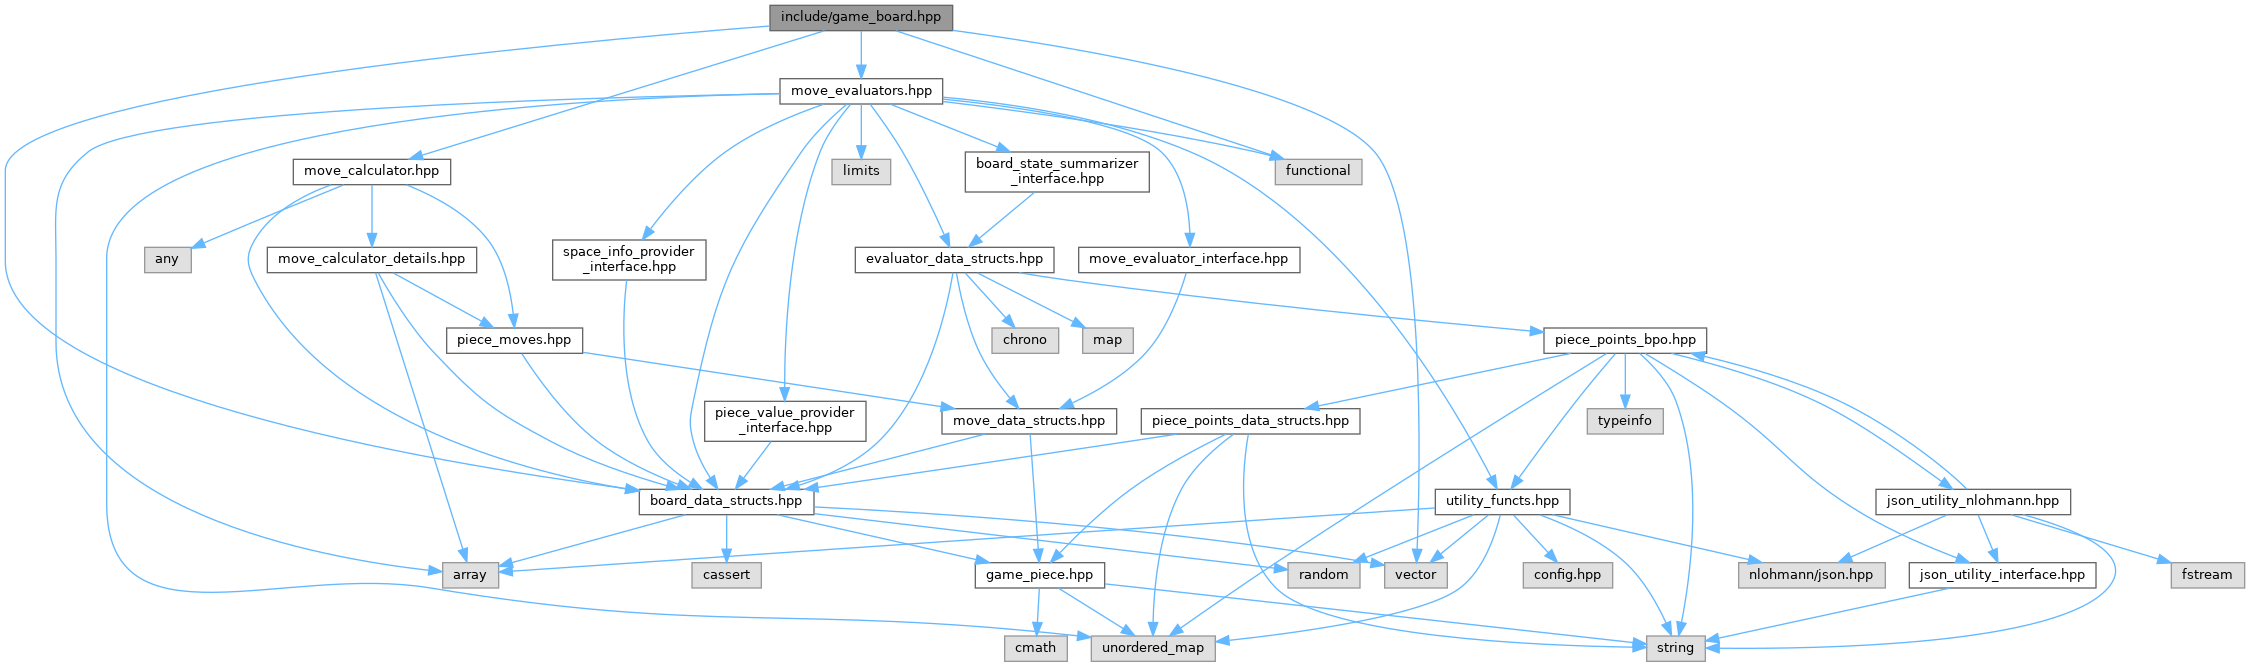 include/game_board.hpp
move_evaluators.hpp
move_calculator.hpp
limits
board_state_summarizer
_interface.hpp
functional
any
move_calculator_details.hpp
space_info_provider
_interface.hpp
evaluator_data_structs.hpp
move_evaluator_interface.hpp
piece_moves.hpp
chrono
map
piece_points_bpo.hpp
piece_value_provider
_interface.hpp
move_data_structs.hpp
piece_points_data_structs.hpp
typeinfo
board_data_structs.hpp
utility_functs.hpp
json_utility_nlohmann.hpp
array
cassert
game_piece.hpp
random
vector
config.hpp
nlohmann/json.hpp
json_utility_interface.hpp
fstream
cmath
unordered_map
string